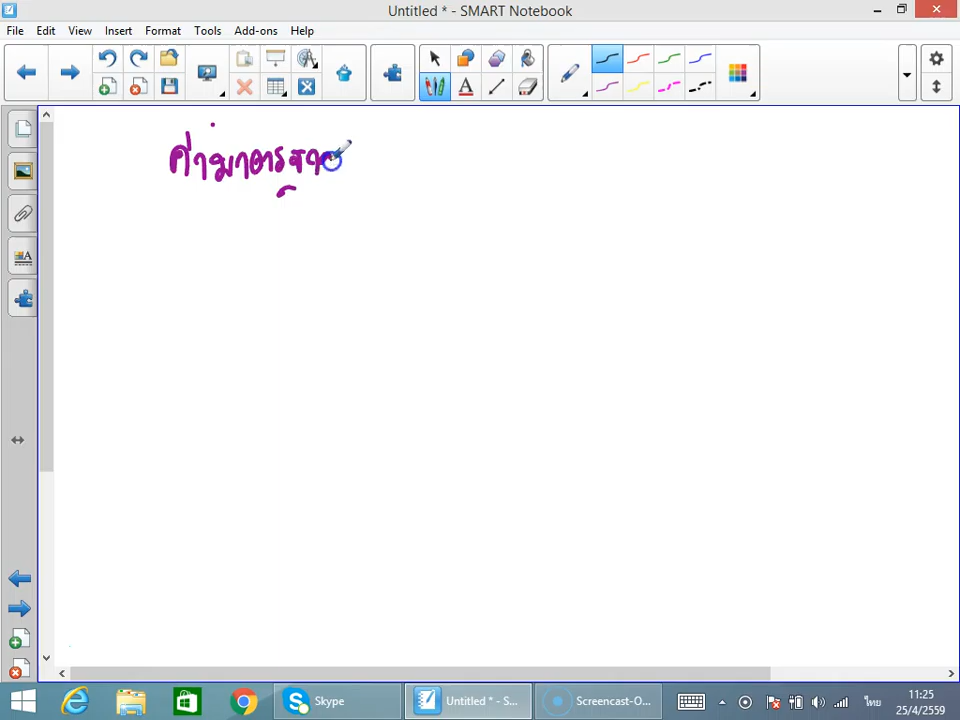 Untitled * - SMART Notebook
File Edit View Insert Format Tools Add-ons Help
ค่ามาตรฐา
Skype
Untitled * - S...
Screencast-O...
ไทย
11:25
25/4/2559